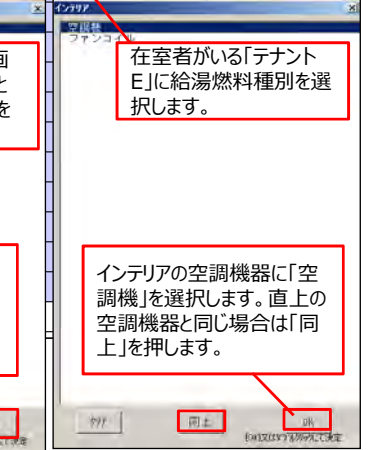 インテリア
空調機
ファンコイル
在室者がいる「テナント
E」に給湯燃料種別を選
択します。
画
と
を
インテリアの空調機器に「空
調機」を選択します。直上の
空調機器と同じ場合は「同
上」を押します。
クリア
同上
OK